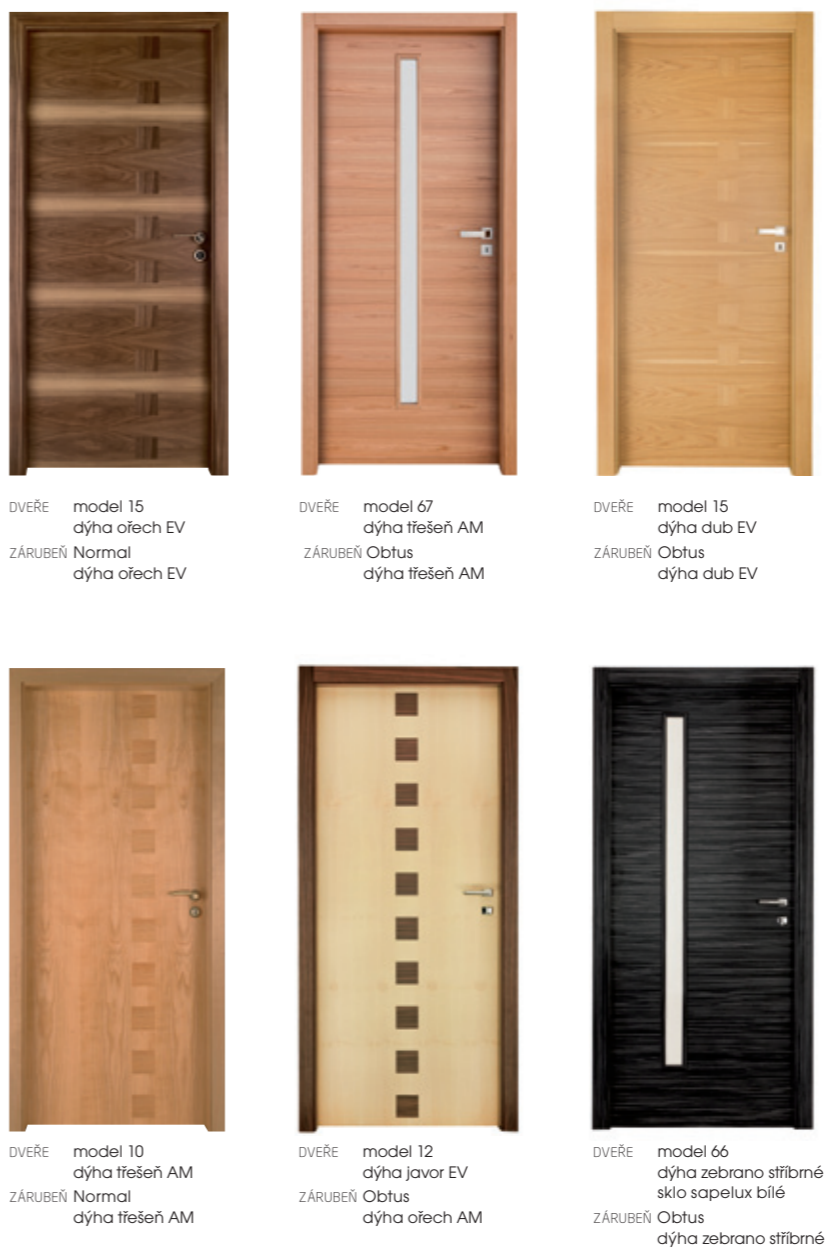 DVEŘE model 15
dýha ořech EV
ZÁRUBEŇ Normal
dýha ořech EV
DVEŘE model 67
dýha třešeň AM
ZÁRUBEŇ Obtus
dýha třešeň AM
DVEŘE model 15
dýha dub EV
ZÁRUBEŇ Obtus
dýha dub EV
DVEŘE model 10
dýha třešeň AM
ZÁRUBEŇ Normal
dýha třešeň AM
DVEŘE model 12
dýha javor EV
ZÁRUBEŇ Obtus
dýha ořech AM
DVEŘE model 66
dýha zebrano stříbrné
sklo sapelux bílé
ZÁRUBEŇ Obtus
dýha zebrano stříbrné